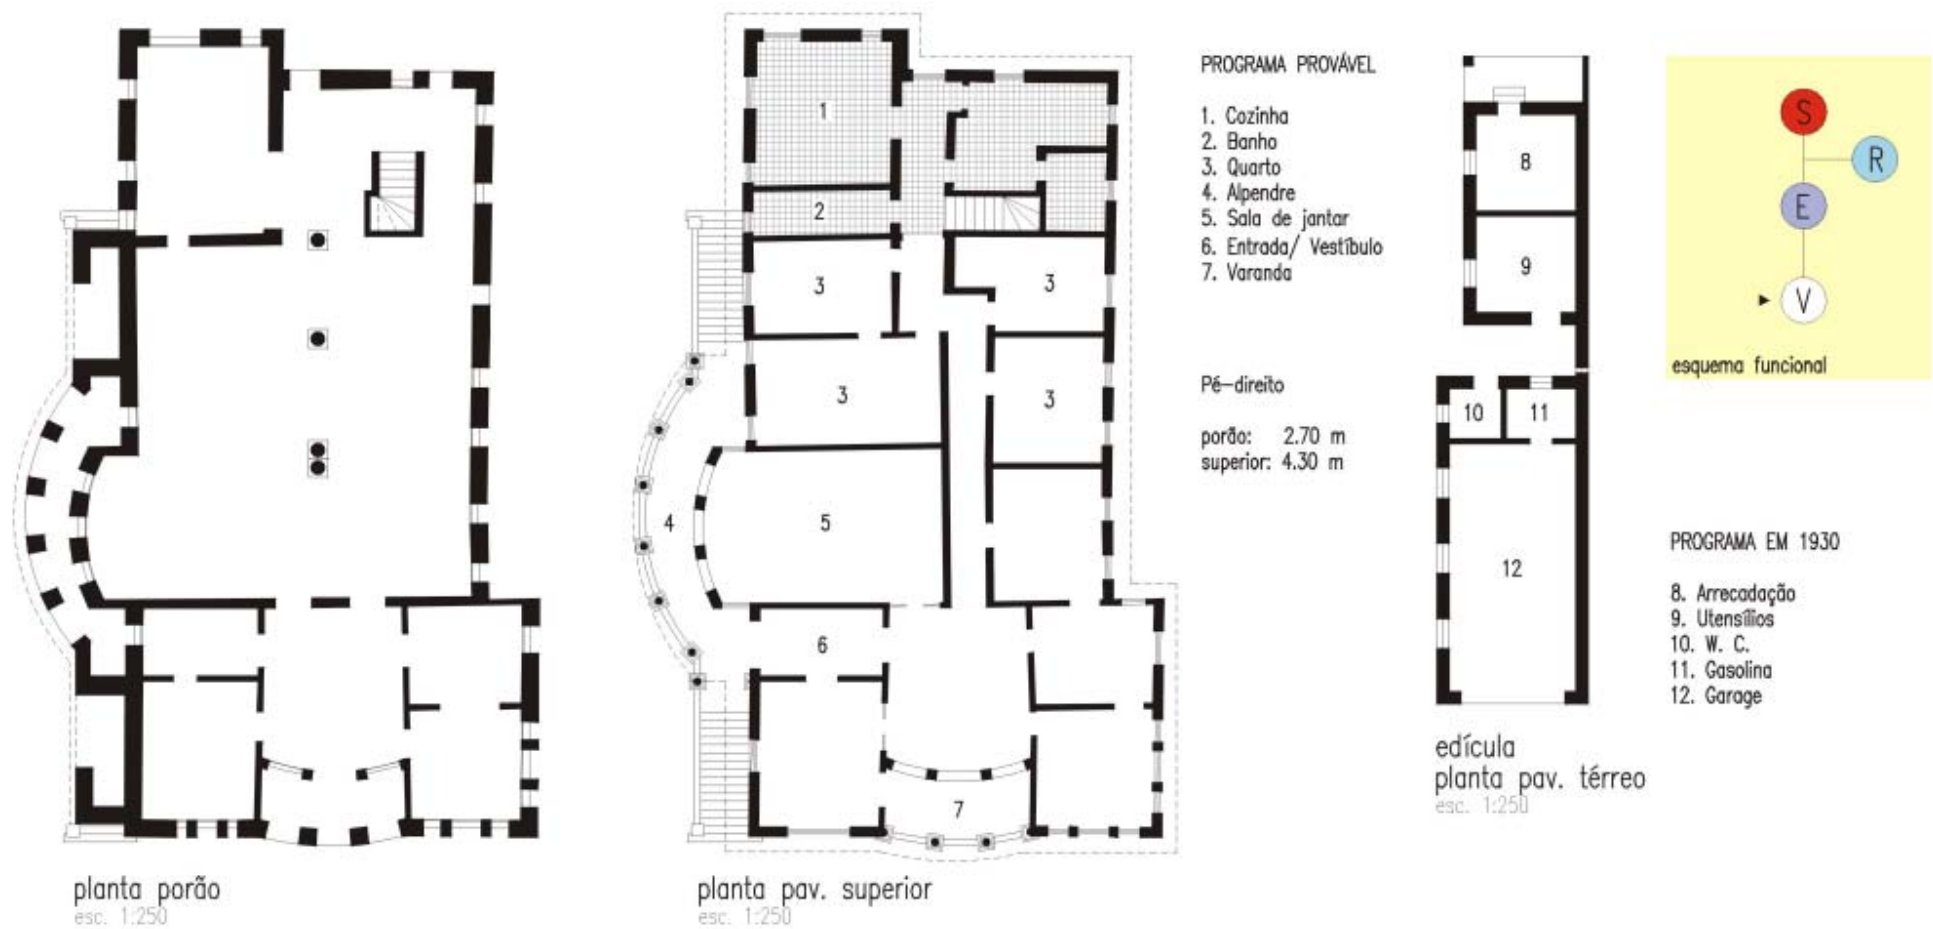 1
2
3
3
3
3
4
5
6
7
planta porão
esc. 1:250
planta pav. superior
esc. 1:250
PROGRAMA PROVÁVEL
1. Cozinha
2. Banho
3. Quarto
4. Alpendre
5. Sala de jantar
6. Entrada/ Vestíbulo
7. Varanda
Pé-direito
porão: 2.70 m
superior: 4.30 m
8
9
10 11
12
edícula
planta pav. térreo
esc. 1:250
S
R
E
V
esquema funcional
PROGRAMA EM 1930
8. Arrecadação
9. Utensílios
10. W. C.
11. Gasolina
12. Garage